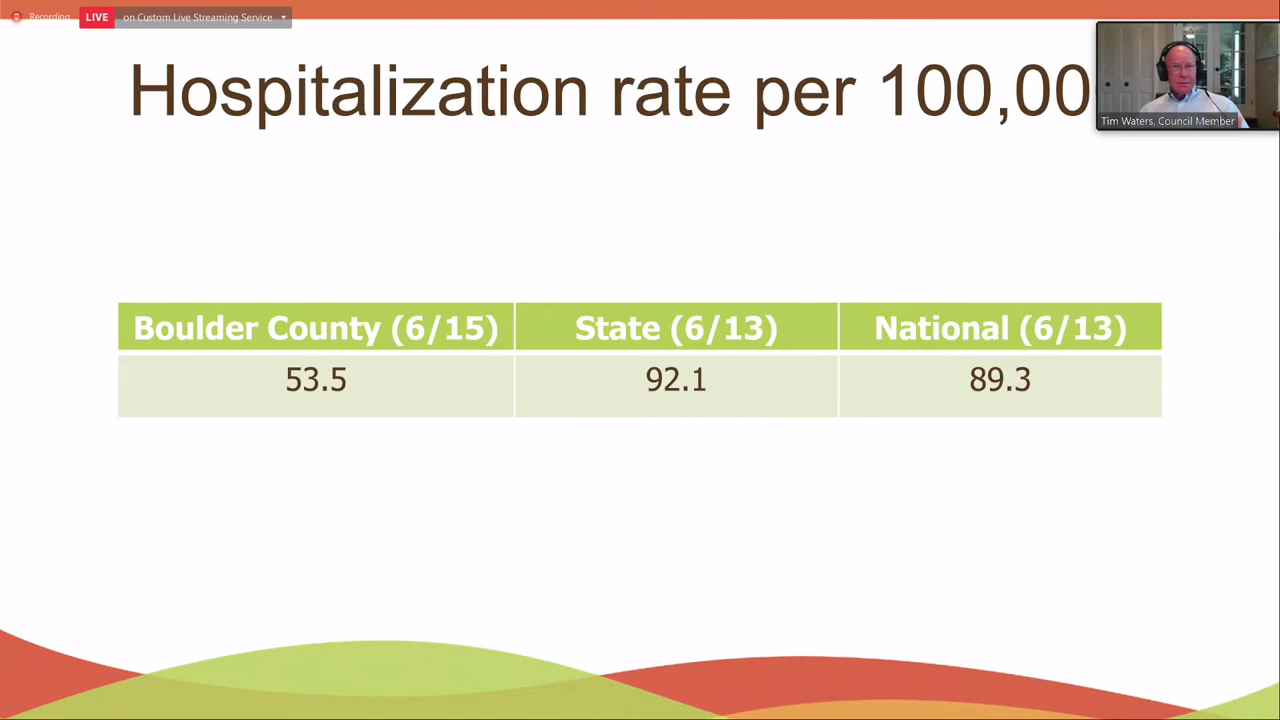 Recording
LIVE on Custom Live Streaming Service
Hospitalization rate per 100,00
Tim Waters, Council Member
Boulder County (6/15) State (6/13) National (6/13)
53.5 92.1 89.3